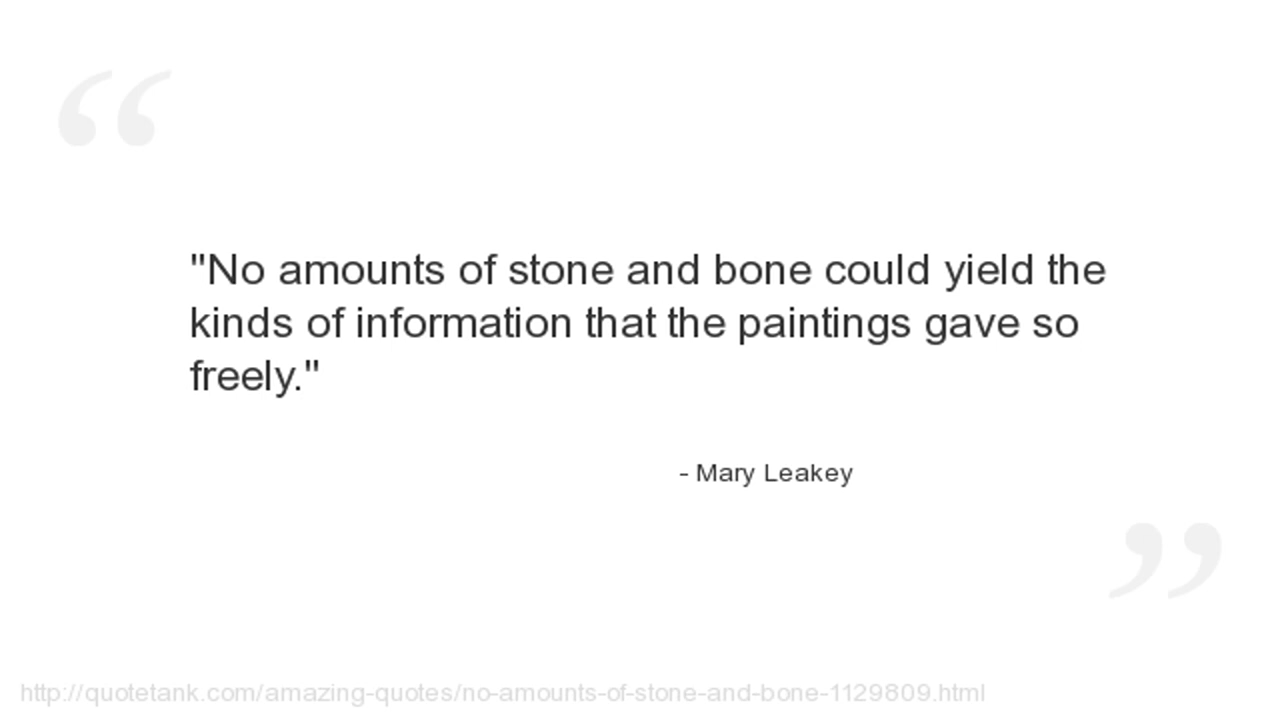 "No amounts of stone and bone could yield the
kinds of information that the paintings gave so
freely."
- Mary Leakey
http://quotetank.com/amazing-quotes/no-amounts-of-stone-and-bone-1129809.html